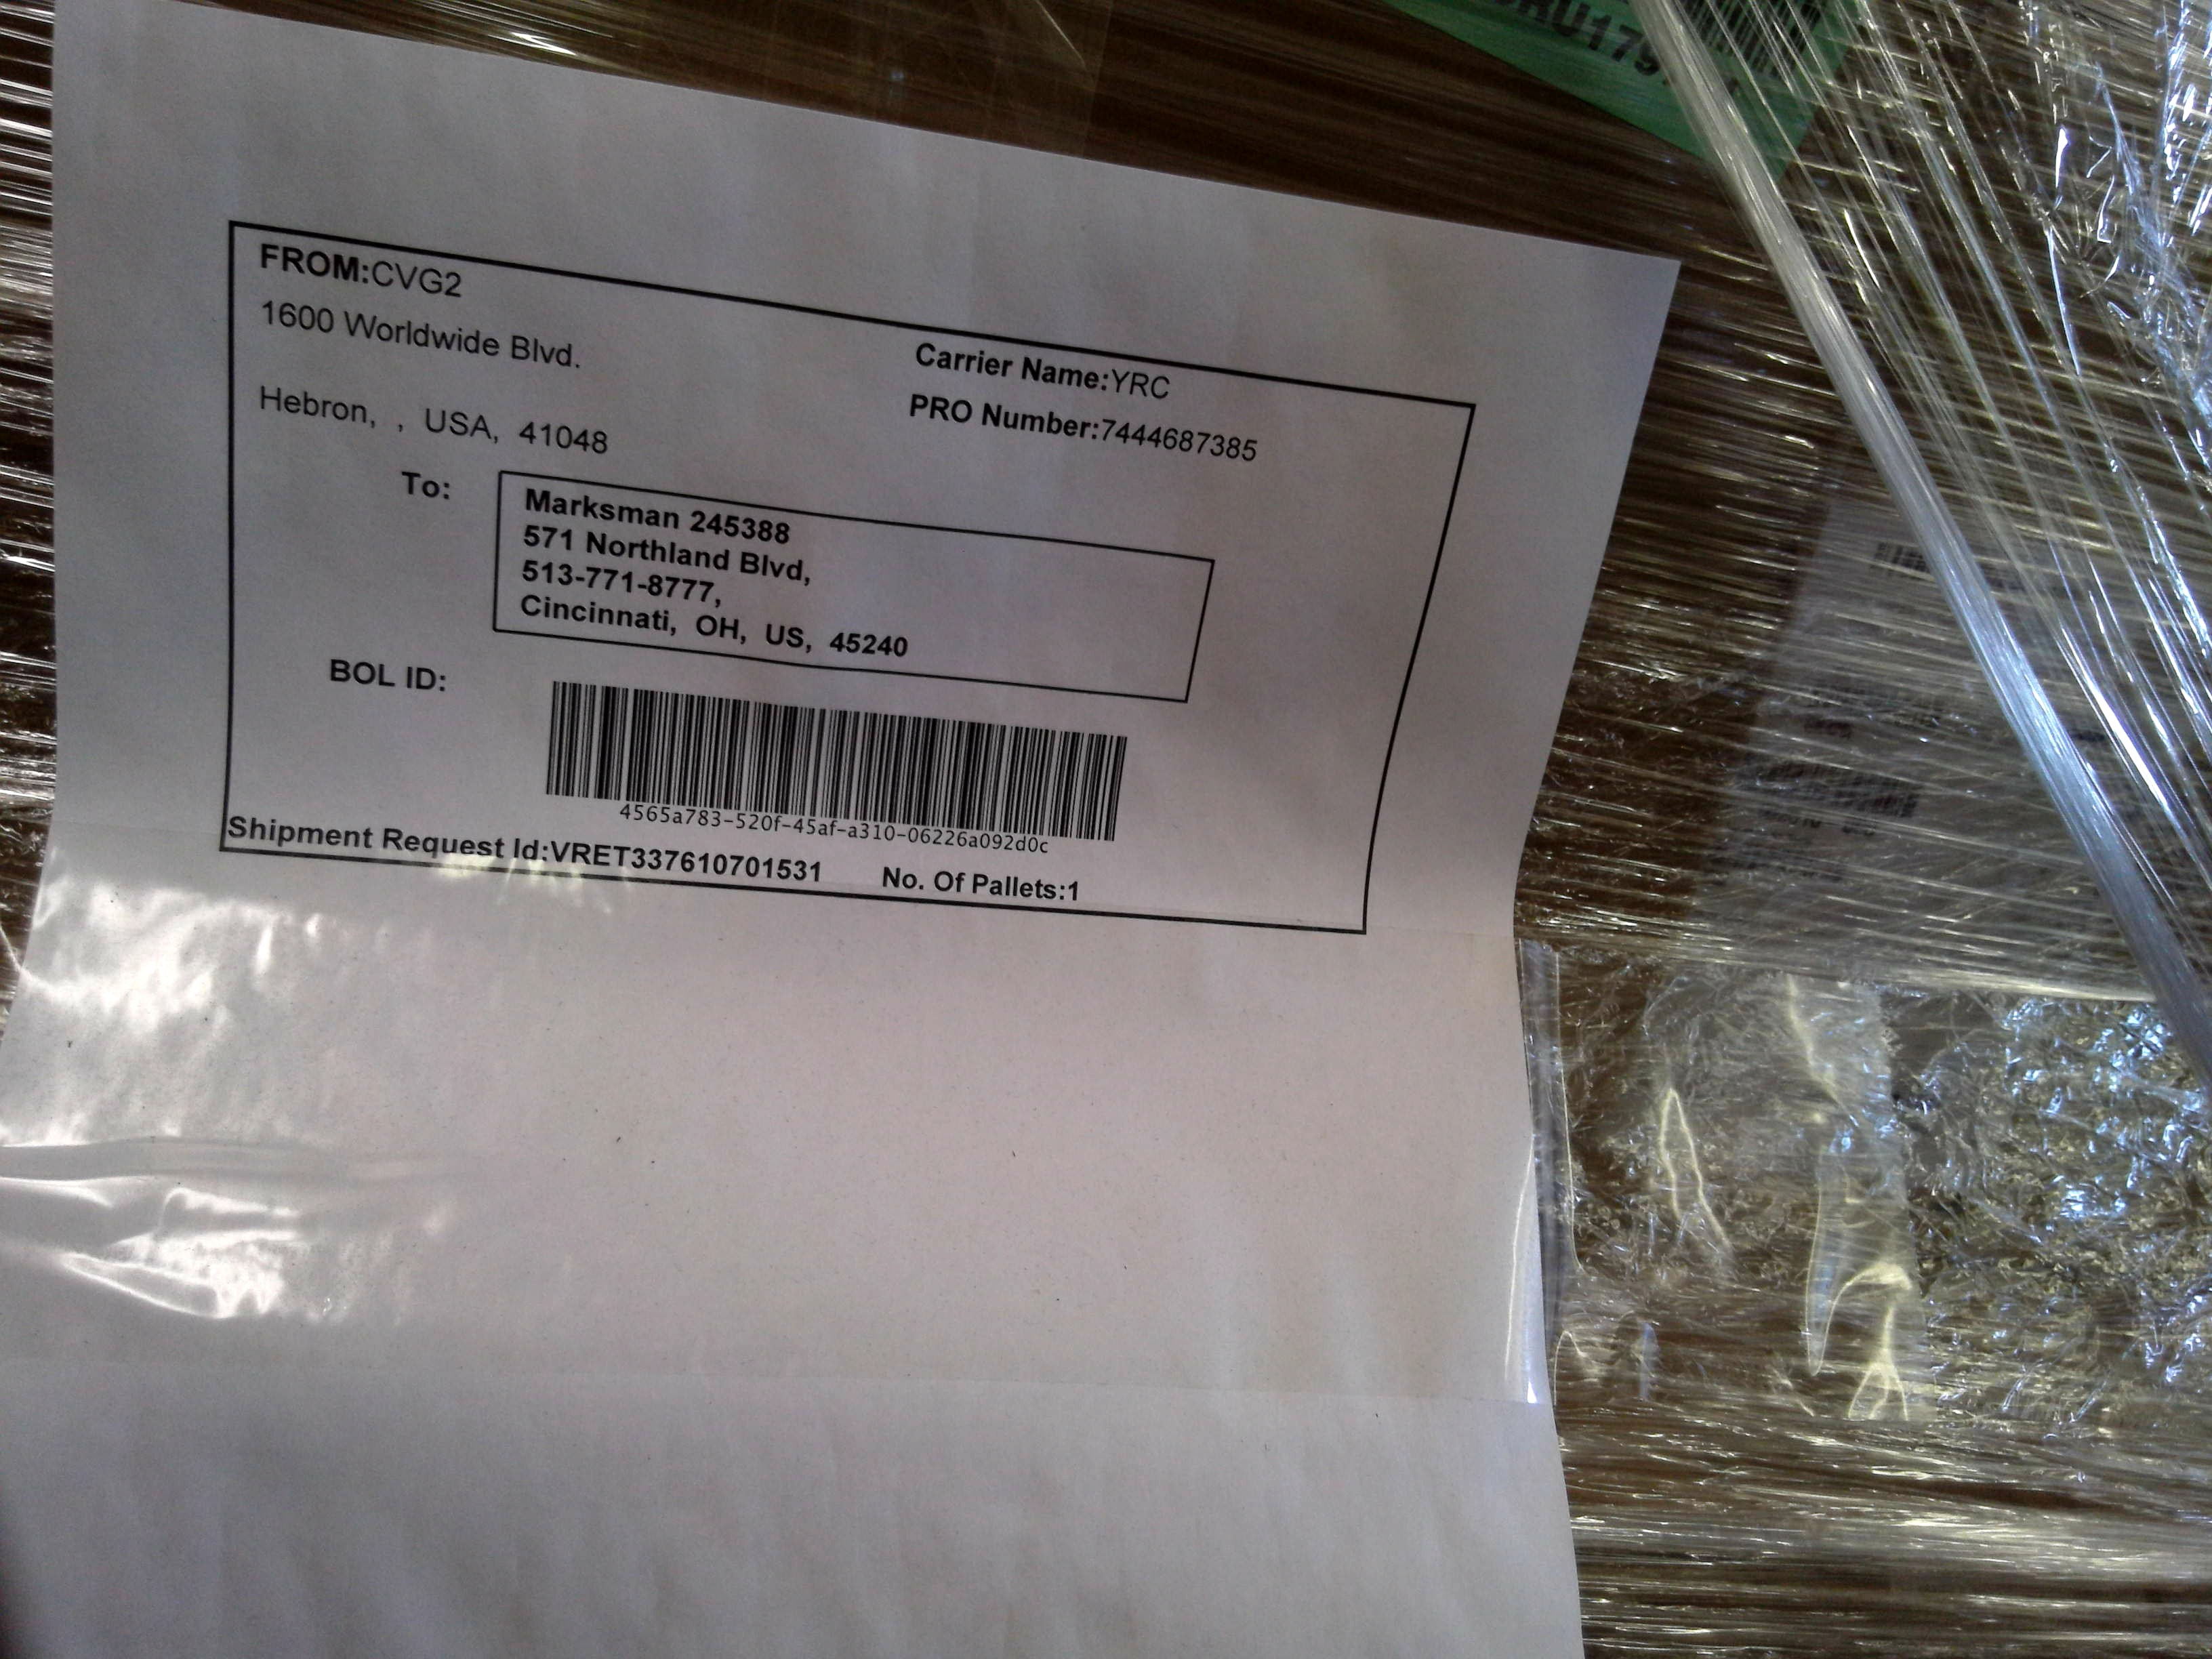 FROM:CVG2
1600 Worldwide Blvd.
Hebron, , USA, 41048
Carrier Name:YRC
PRO Number:7444687385
To:
Marksman 245388
571 Northland Blvd,
513-771-8777,
Cincinnati, OH, US, 45240
BOL ID:
4565a783-520f-45af-a310-06226a092d0c
Shipment Request Id:VRET337610701531 No. Of Pallets:1